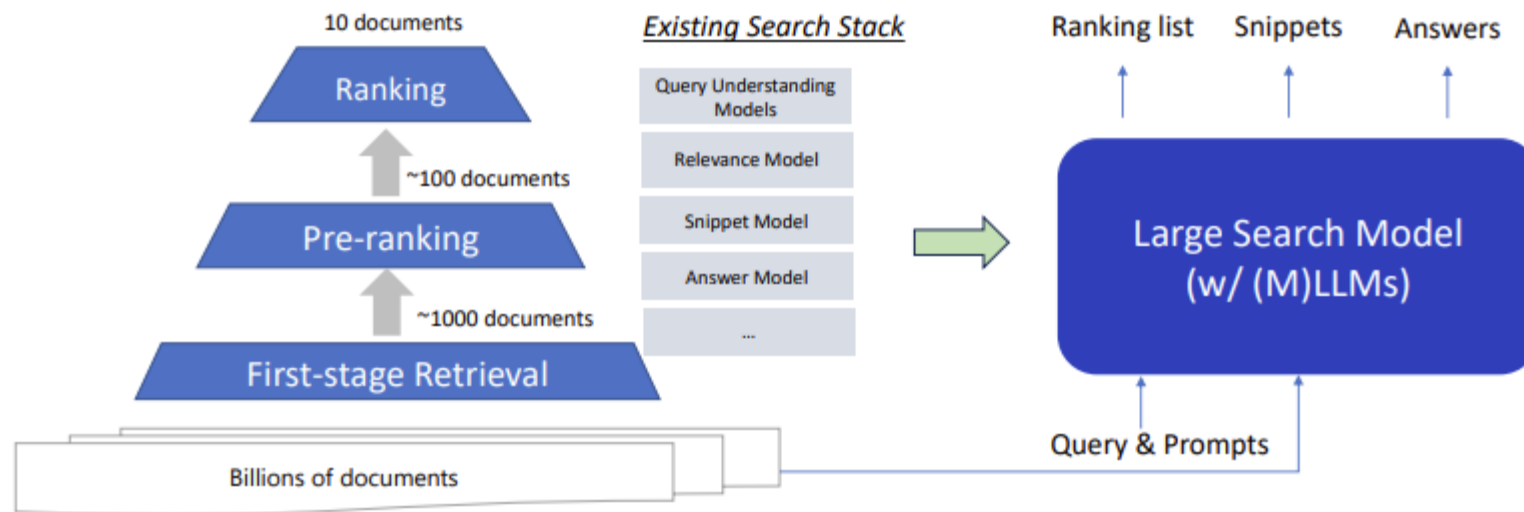 10 documents
Ranking
~100 documents
Pre-ranking
~1000 documents
First-stage Retrieval
Billions of documents
Existing Search Stack
Query Understanding
Models
Relevance Model
Snippet Model
Answer Model
...
Ranking list
Snippets
Answers
Large Search Model
(w/ (M)LLMs)
Query & Prompts